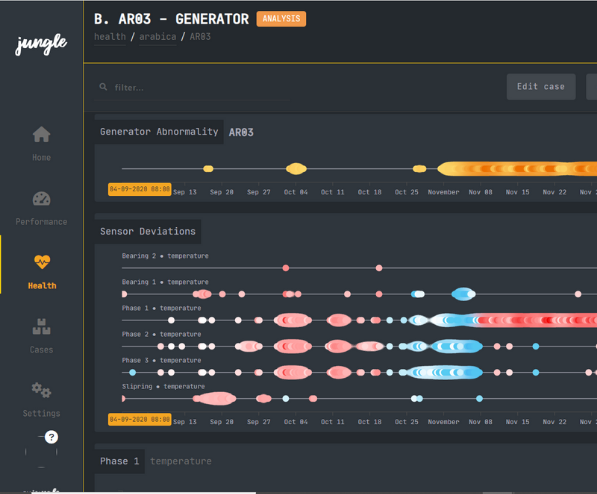 jungle
B. AR03 – GENERATOR ANALYSIS
health / arabica / AR03
filter...
Edit case
Home
Performance
Health
Cases
Settings
?
Generator Abnormality AR03
04-09-2020 08:00 Sep 13 Sep 20 Sep 27 Oct 04 Oct 11 Oct 18 Oct 25 November Nov 08 Nov 15 Nov 22 Nov 2
Sensor Deviations
Bearing 2 • temperature
Bearing 1 • temperature
Phase 1 • temperature
Phase 2 • temperature
Phase 3 • temperature
Slipring • temperature
04-09-2020 08:00 Sep 13 Sep 20 Sep 27 Oct 04 Oct 11 Oct 18 Oct 25 November Nov 08 Nov 15 Nov 22 Nov 2
Phase 1 temperature